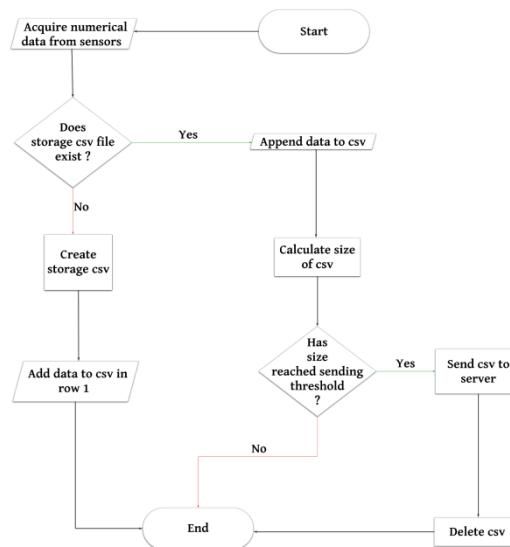 Start
Acquire numerical
data from sensors
Does
storage csv file
exist ?
Yes
Append data to csv
No
Create
storage csv
Calculate size
of csv
Add data to csv in
row 1
Has
size
reached sending
threshold
?
Yes
Send csv to
server
No
End
Delete csv